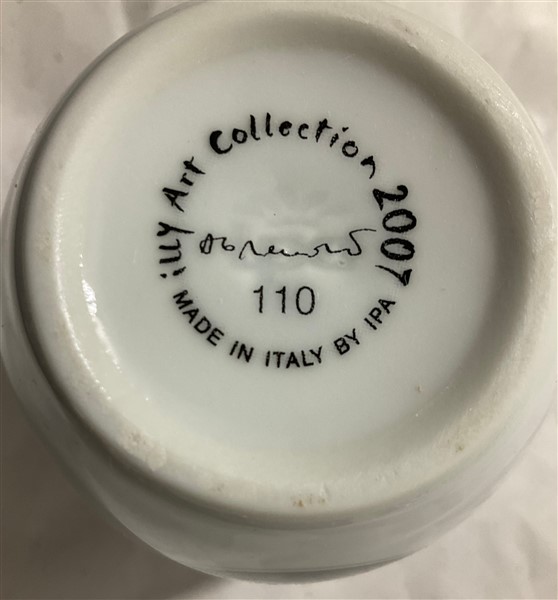 illy Art Collection 2007
110
MADE IN ITALY BY IPA